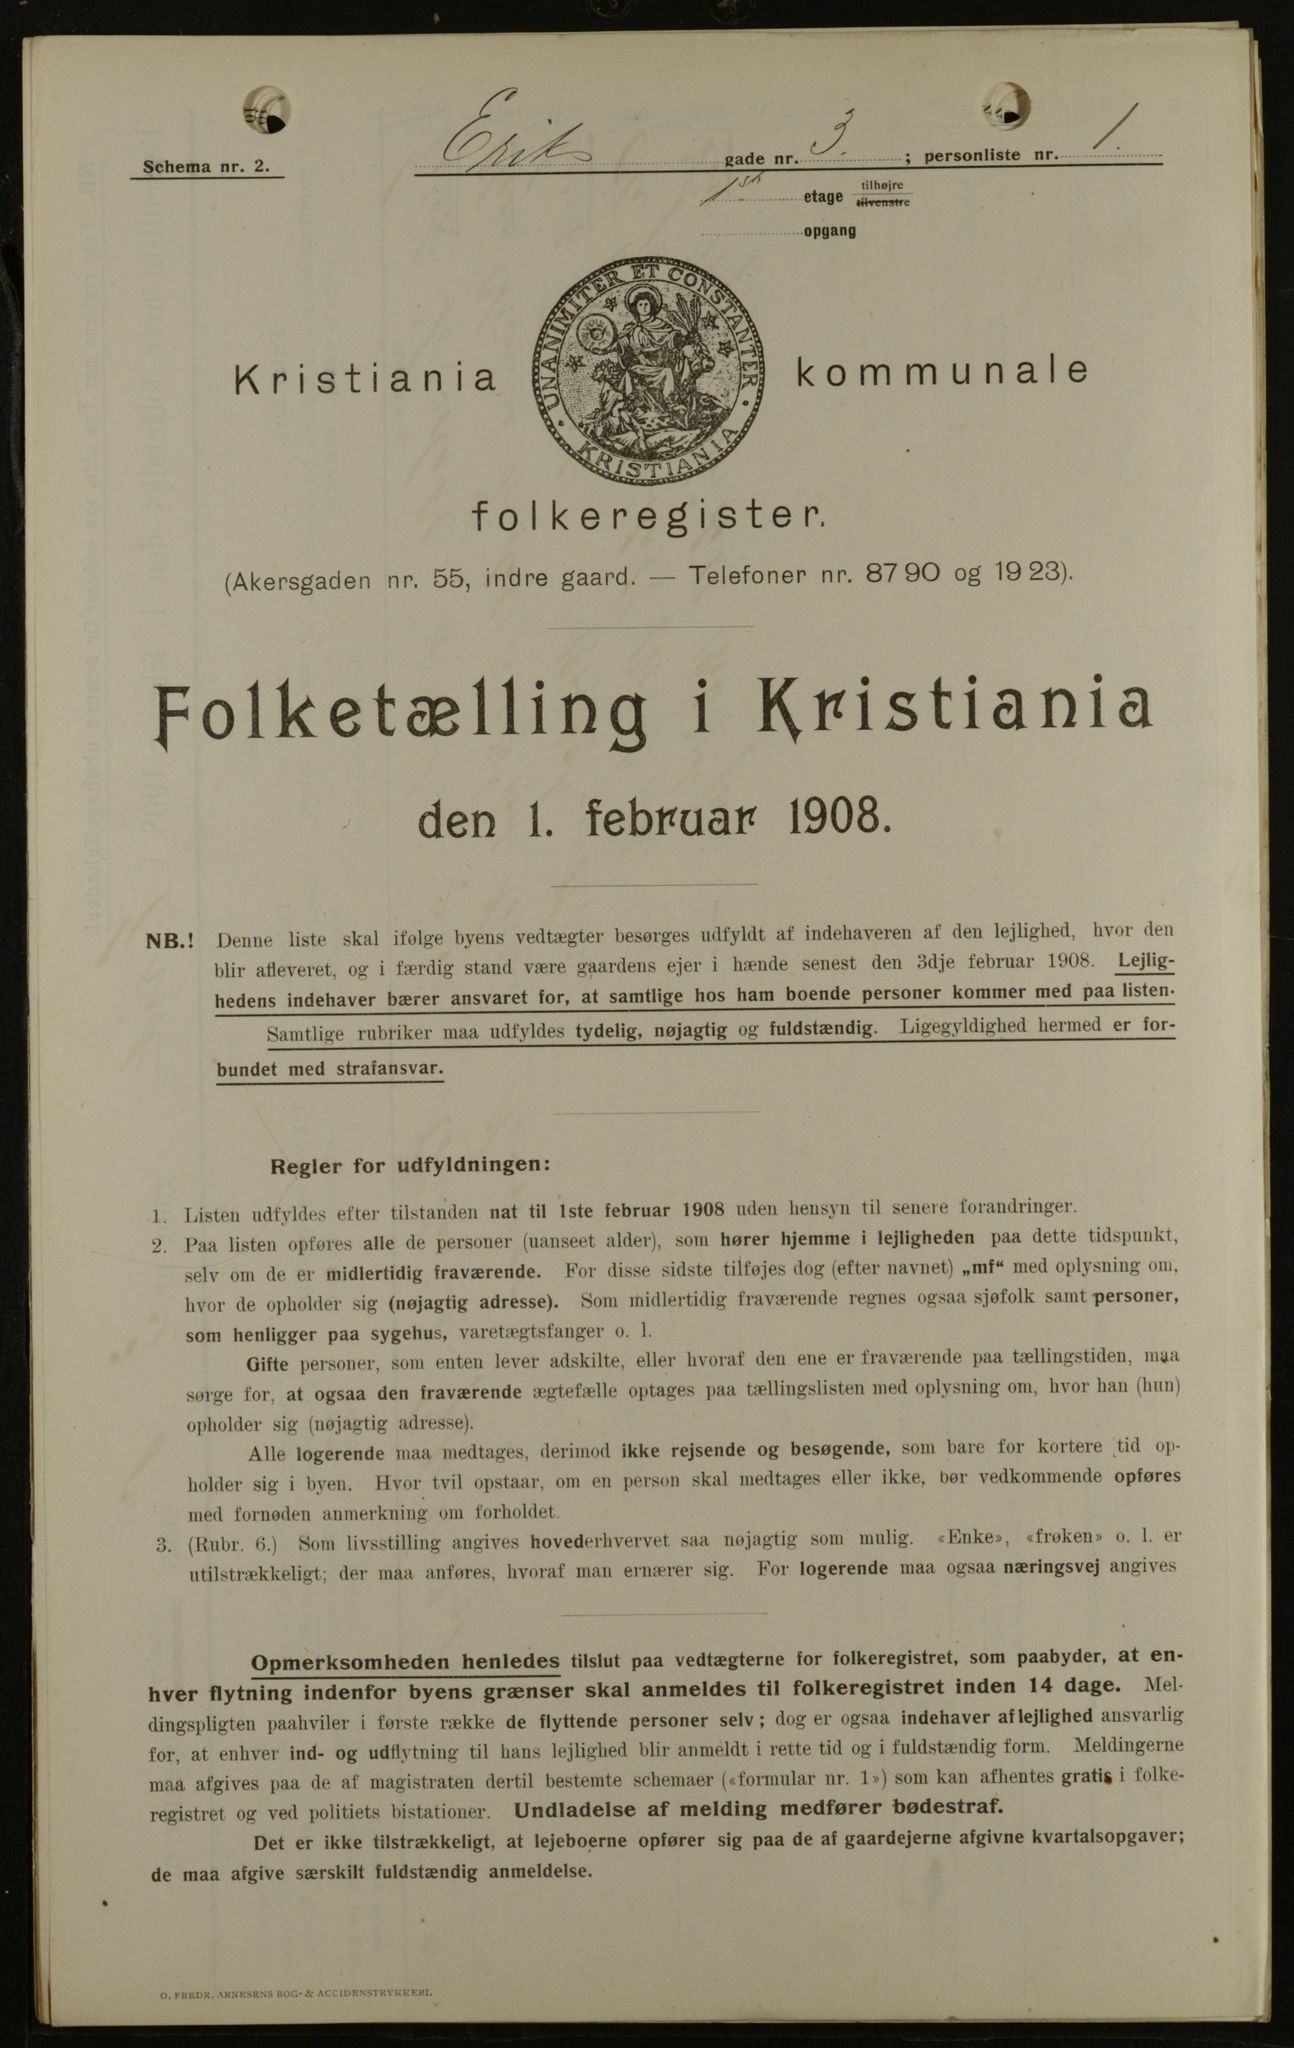 Schema nr. 2.
Eriks gade nr. 3. ; personliste nr. 1.
1ste etage tilhøjre
tilvenstre
opgang
UNANIMITER ET CONSTANTER
KRISTIANIA
Kristiania kommunale
folkeregister.
(Akersgaden nr. 55, indre gaard. — Telefoner nr. 87 90 og 19 23).
Folketælling i Kristiania
den 1. februar 1908.
NB.! Denne liste skal ifølge byens vedtægter besørges udfyldt af indehaveren af den lejlighed, hvor den
blir afleveret, og i færdig stand være gaardens ejer i hænde senest den 3dje februar 1908. Lejlig-
hedens indehaver bærer ansvaret for, at samtlige hos ham boende personer kommer med paa listen.
Samtlige rubriker maa udfyldes tydelig, nøjagtig og fuldstændig. Ligegyldighed hermed er for-
bundet med strafansvar.
Regler for udfyldningen:
1. Listen udfyldes efter tilstanden nat til 1ste februar 1908 uden hensyn til senere forandringer.
2. Paa listen opføres alle de personer (uanseet alder), som hører hjemme i lejligheden paa dette tidspunkt,
selv om de er midlertidig fraværende. For disse sidste tilføjes dog (efter navnet) „mf“ med oplysning om,
hvor de opholder sig (nøjagtig adresse). Som midlertidig fraværende regnes ogsaa sjøfolk samt personer,
som henligger paa sygehus, varetægtsfanger o. l.
Gifte personer, som enten lever adskilte, eller hvoraf den ene er fraværende paa tællingstiden, maa
sørge for, at ogsaa den fraværende ægtefælle optages paa tællingslisten med oplysning om, hvor han (hun)
opholder sig (nøjagtig adresse).
Alle logerende maa medtages, derimod ikke rejsende og besøgende, som bare for kortere tid op-
holder sig i byen. Hvor tvil opstaar, om en person skal medtages eller ikke, bør vedkommende opføres
med fornøden anmerkning om forholdet.
3. (Rubr. 6.) Som livsstilling angives hovederhvervet saa nøjagtig som mulig. «Enke», «frøken» o. l. er
utilstrækkeligt; der maa anføres, hvoraf man ernærer sig. For logerende maa ogsaa næringsvej angives
Opmerksomheden henledes tilslut paa vedtægterne for folkeregistret, som paabyder, at en-
hver flytning indenfor byens grænser skal anmeldes til folkeregistret inden 14 dage. Mel-
dingspligten paahviler i første række de flyttende personer selv; dog er ogsaa indehaver af lejlighed ansvarlig
for, at enhver ind- og udflytning til hans lejlighed blir anmeldt i rette tid og i fuldstændig form. Meldingerne
maa afgives paa de af magistraten dertil bestemte schemaer («formular nr. 1») som kan afhentes gratis i folke-
registret og ved politiets bistationer. Undladelse af melding medfører bødestraf.
Det er ikke tilstrækkeligt, at lejeboerne opfører sig paa de af gaardejerne afgivne kvartalsopgaver;
de maa afgive særskilt fuldstændig anmeldelse.
O. FREDR. ARNESENS BOG- & ACCIDENSTRYKKERI.